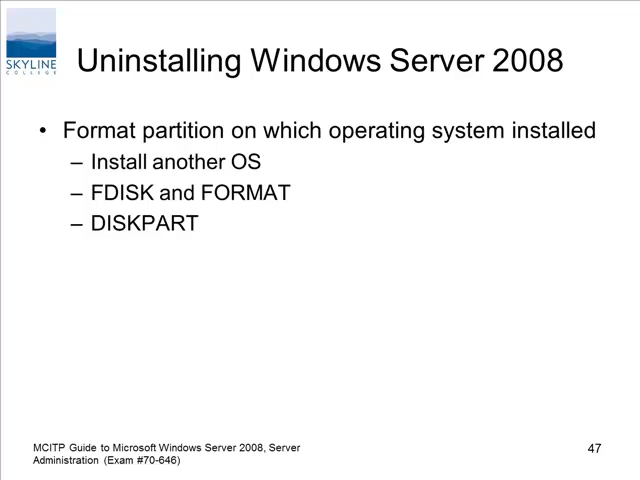 SKYLINE
COLLEGE
Uninstalling Windows Server 2008
• Format partition on which operating system installed
– Install another OS
– FDISK and FORMAT
– DISKPART
MCITP Guide to Microsoft Windows Server 2008, Server
Administration (Exam #70-646)
47